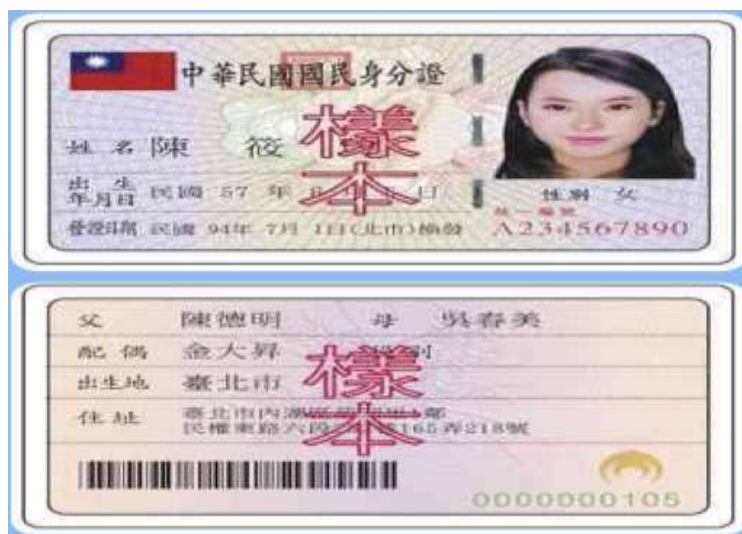 中華民國國民身分證
樣本
姓名 陳 筱
出生年月日 民國 57 年 日
性別 女
發證日期 民國 94年 7月 1日(北市)換發
統一編號
A234567890
父 陳德明 母 吳春美
配偶 金大昇
出生地 臺北市
樣本
住址 臺北市內湖區 鄰
民權東路六段 165弄218號
0000000105